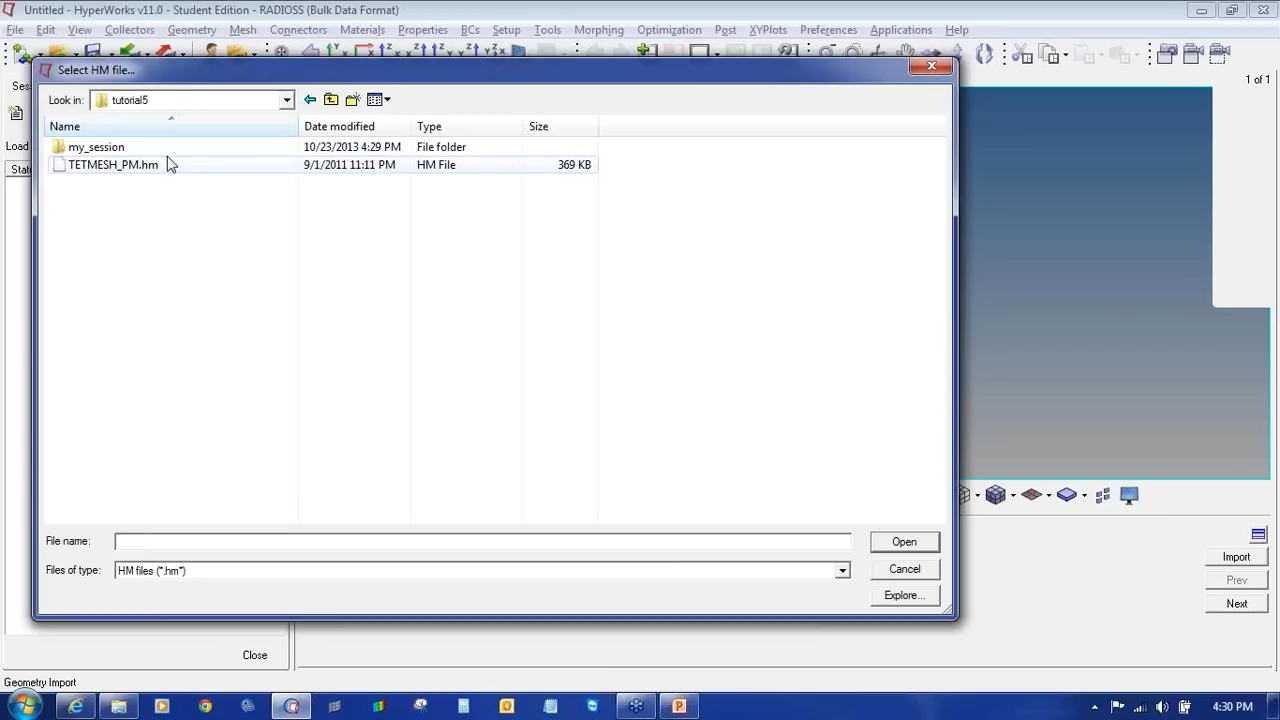 Untitled - HyperWorks v11.0 - Student Edition - RADIOSS (Bulk Data Format)
File Edit View Collectors Geometry Mesh Connectors Materials Properties BCs Setup Tools Morphing Optimization Post XYPlots Preferences Applications Help
Select HM file...
1 of 1
Look in: tutorial5
Name Date modified Type Size
my_session 10/23/2013 4:29 PM File folder
TETMESH_PM.hm 9/1/2011 11:11 PM HM File 369 KB
Load
File name: Open
Files of type: HM files (*.hm*) Cancel
Explore...
Import
Prev
Next
Close
Geometry Import
4:30 PM